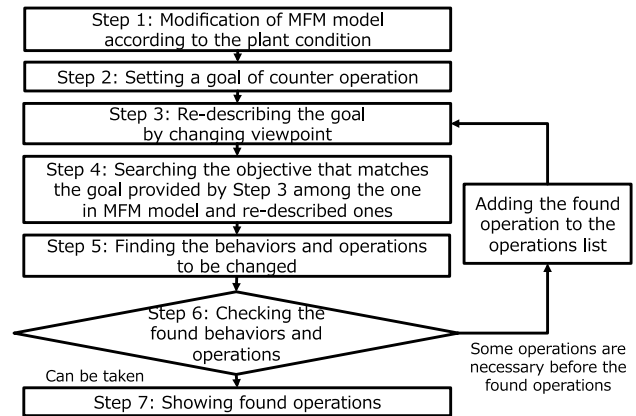 Step 1: Modification of MFM model
according to the plant condition
Step 2: Setting a goal of counter operation
Step 3: Re-describing the goal
by changing viewpoint
Step 4: Searching the objective that matches
the goal provided by Step 3 among the one
in MFM model and re-described ones
Adding the found
operation to the
operations list
Step 5: Finding the behaviors and operations
to be changed
Step 6: Checking the
found behaviors and
operations
Some operations are
necessary before the
found operations
Can be taken
Step 7: Showing found operations